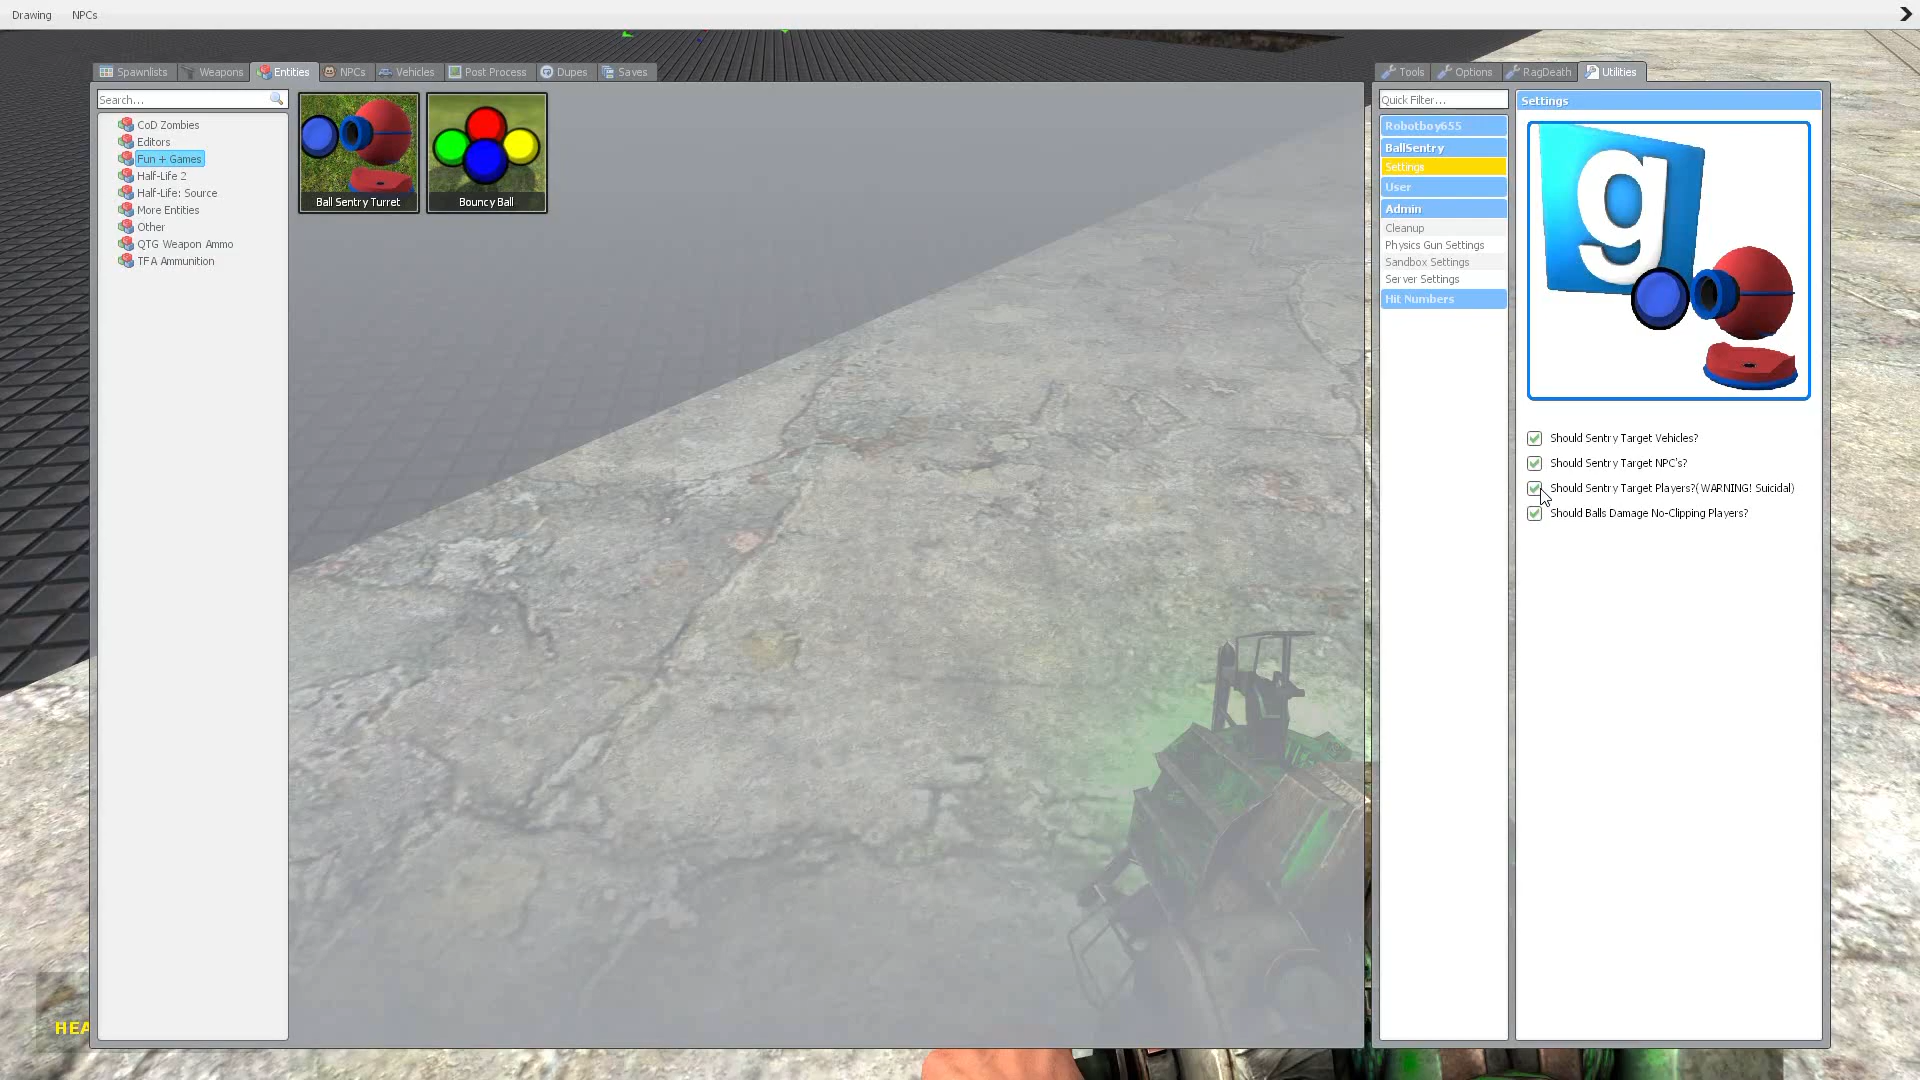 Drawing NPCs
Spawnlists Weapons Entities NPCs Vehicles Post Process Dupes Saves
Tools Options RagDeath Utilities
Search...
CoD Zombies
Editors
Fun + Games
Half-Life 2
Half-Life: Source
More Entities
Other
QTG Weapon Ammo
TFA Ammunition
Ball Sentry Turret
Bouncy Ball
Quick Filter...
Robotboy655
BallSentry
Settings
User
Admin
Cleanup
Physics Gun Settings
Sandbox Settings
Server Settings
Hit Numbers
Settings
g
Should Sentry Target Vehicles?
Should Sentry Target NPC's?
Should Sentry Target Players?(WARNING! Suicidal)
Should Balls Damage No-Clipping Players?
HEA